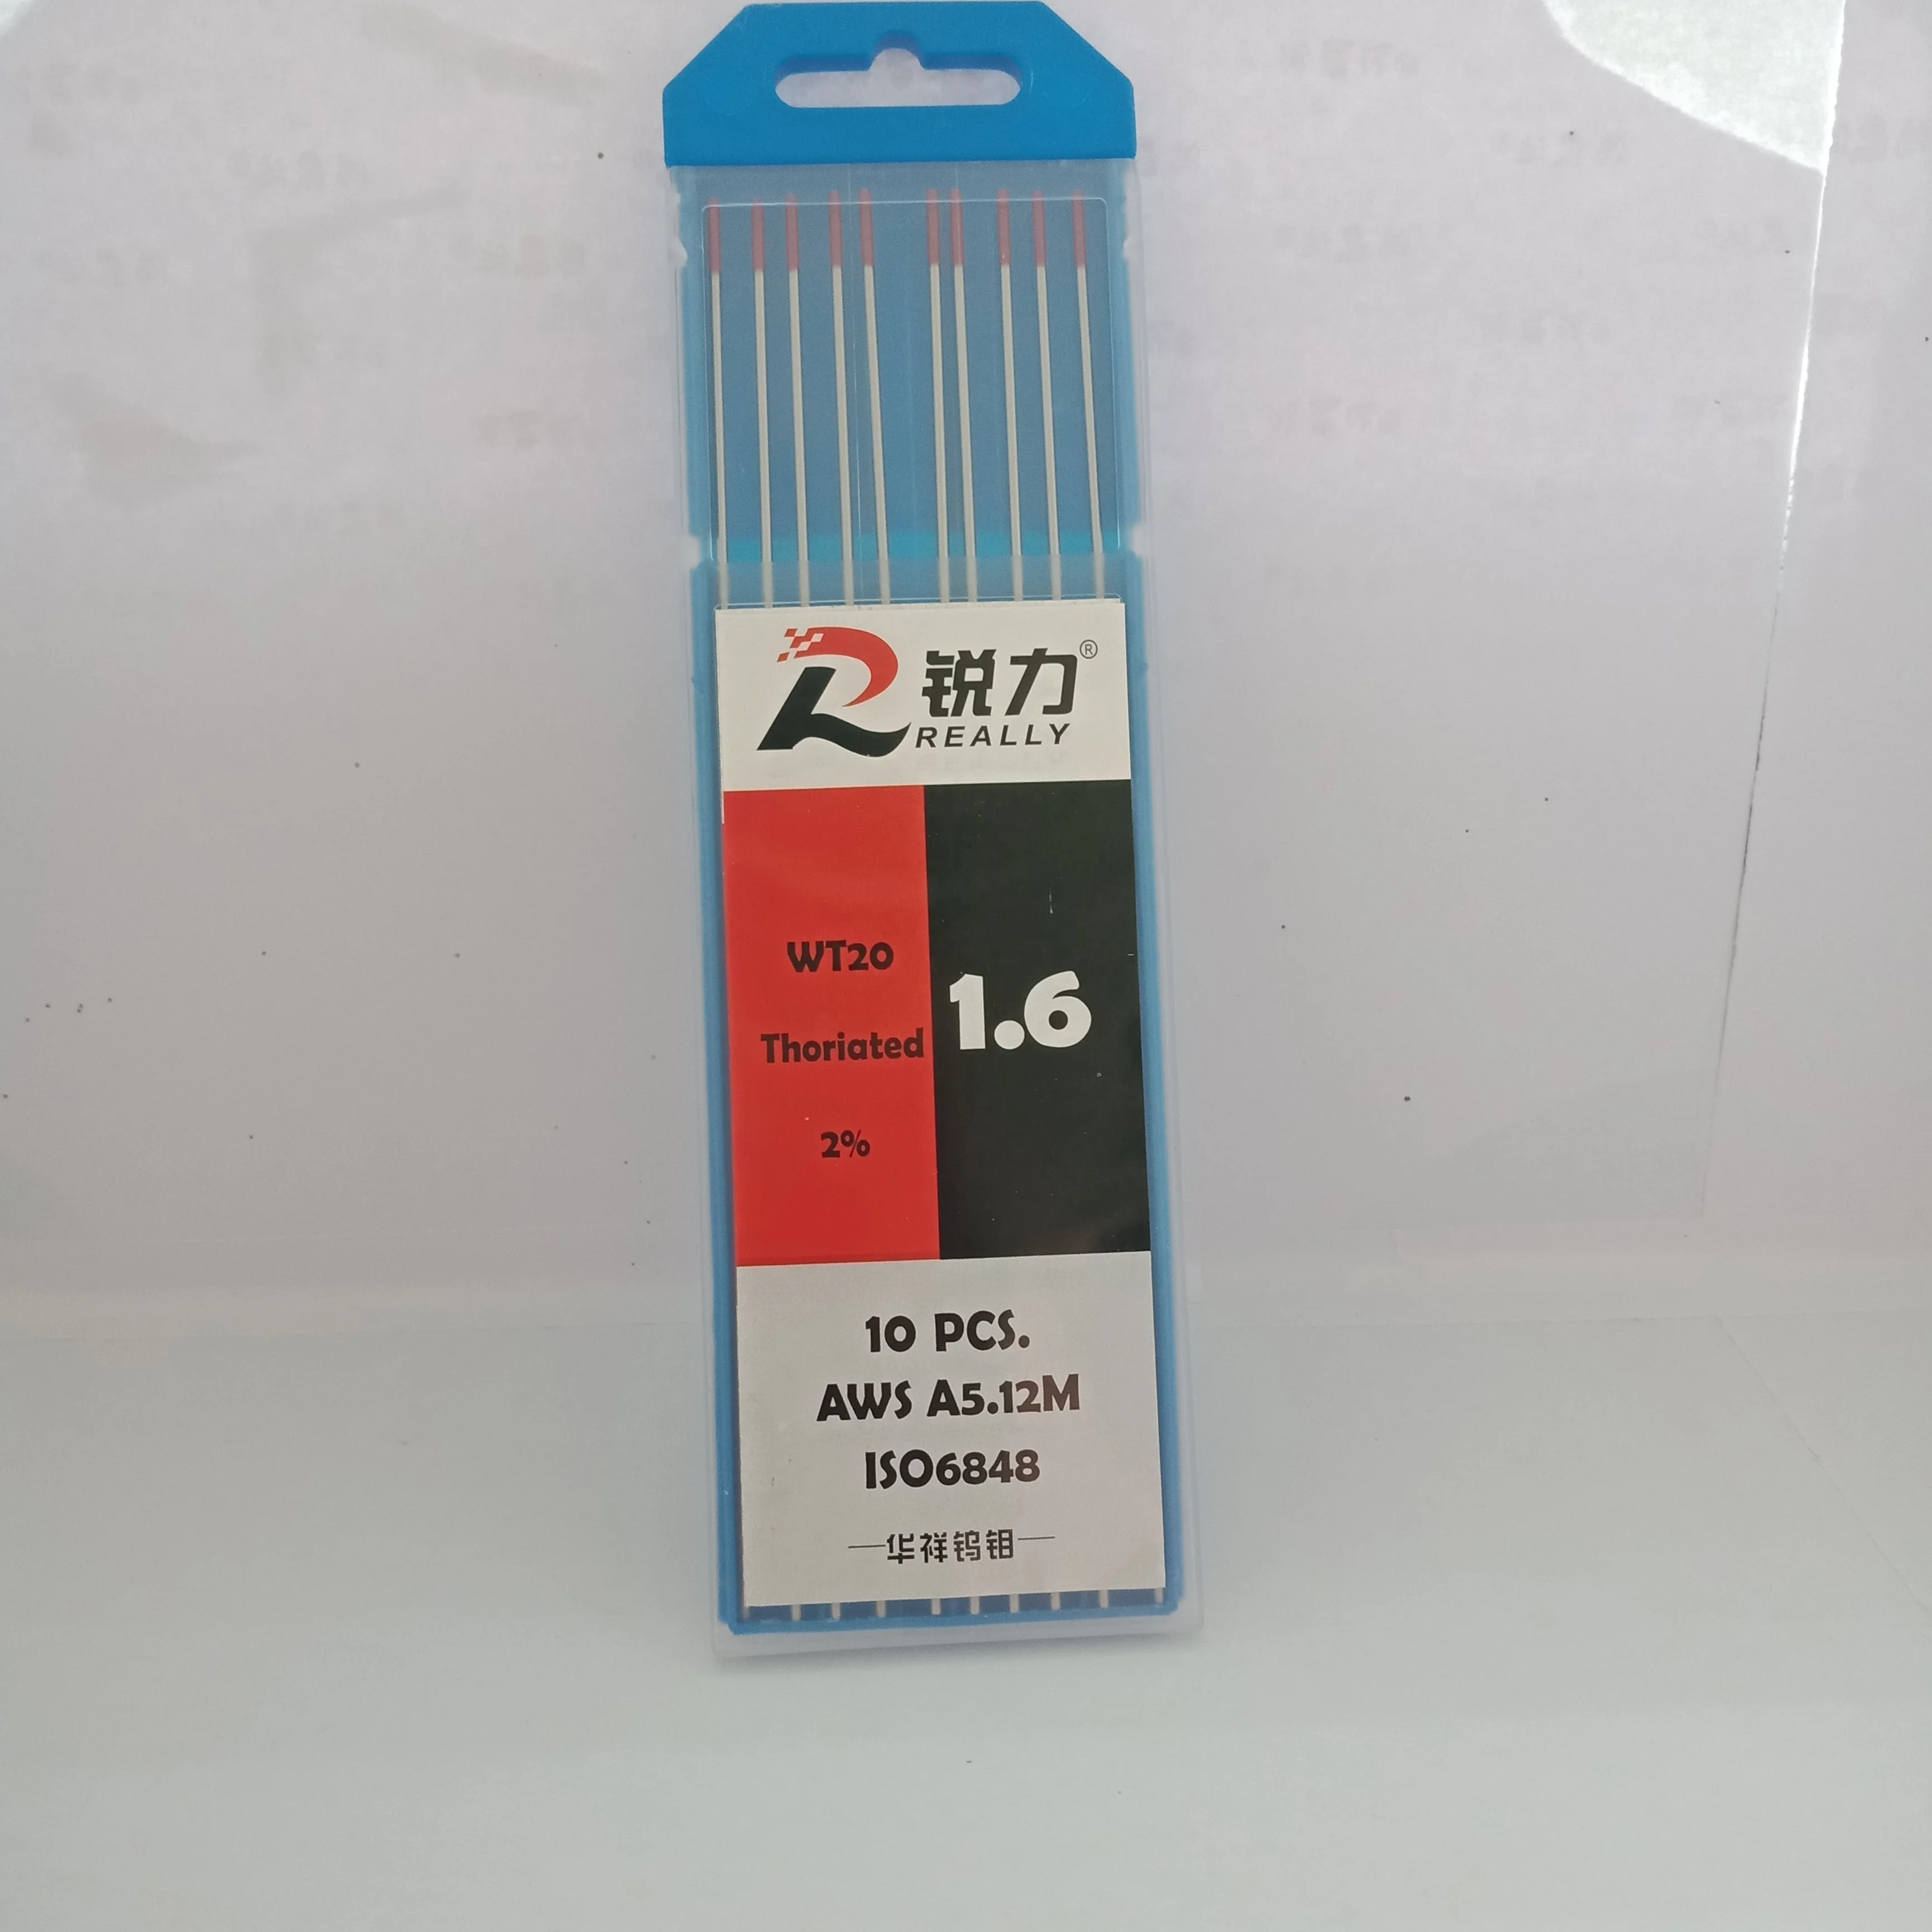 锐力®
REALLY
WT20
Thoriated
2%
1.6
10 PCS.
AWS A5.12M
ISO6848
华祥钨钼